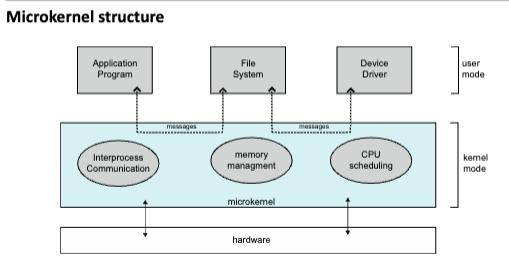 Microkernel structure
Application
Program
File
System
Device
Driver
user
mode
messages
messages
Interprocess
Communication
memory
managment
CPU
scheduling
kernel
mode
microkernel
hardware